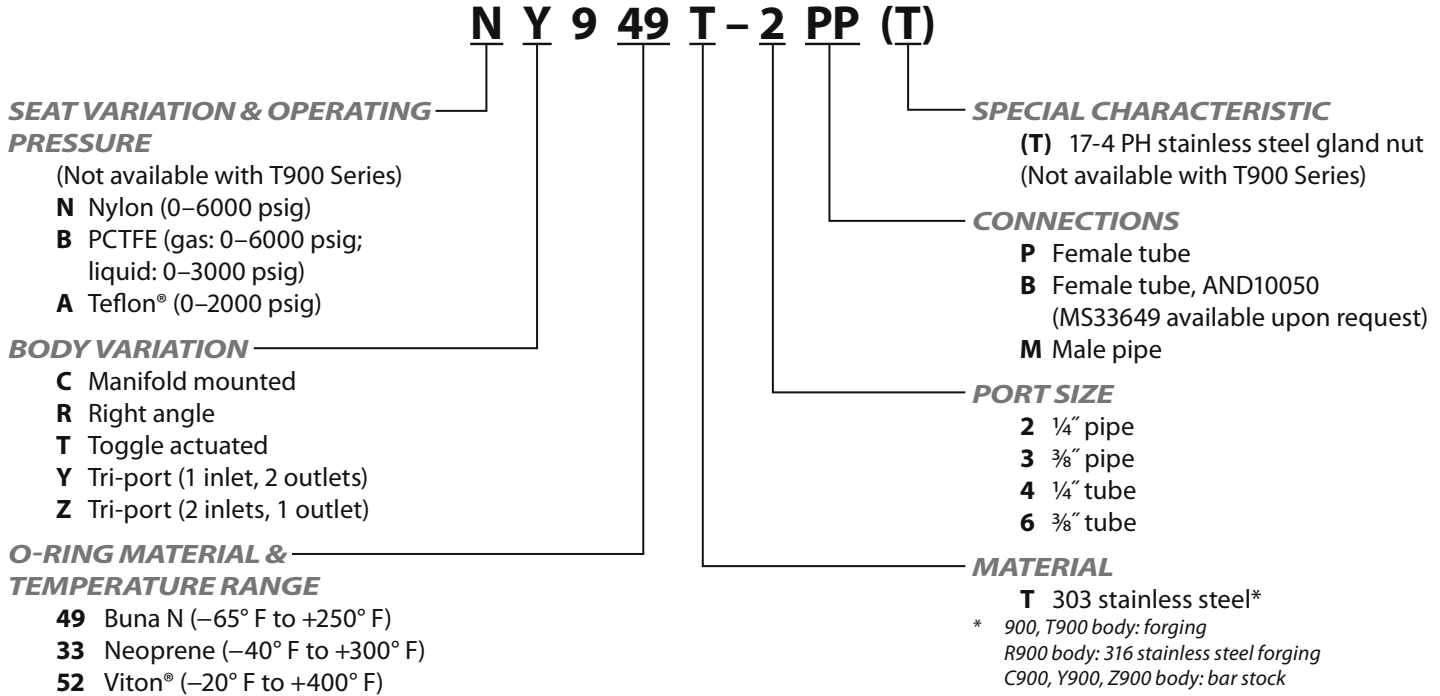 N Y 9 49 T – 2 PP (T)
SEAT VARIATION & OPERATING
PRESSURE
(Not available with T900 Series)
N Nylon (0–6000 psig)
B PCTFE (gas: 0–6000 psig;
liquid: 0–3000 psig)
A Teflon® (0–2000 psig)
BODY VARIATION
C Manifold mounted
R Right angle
T Toggle actuated
Y Tri-port (1 inlet, 2 outlets)
Z Tri-port (2 inlets, 1 outlet)
O-RING MATERIAL &
TEMPERATURE RANGE
49 Buna N (–65° F to +250° F)
33 Neoprene (–40° F to +300° F)
52 Viton® (–20° F to +400° F)
SPECIAL CHARACTERISTIC
(T) 17-4 PH stainless steel gland nut
(Not available with T900 Series)
CONNECTIONS
P Female tube
B Female tube, AND10050
(MS33649 available upon request)
M Male pipe
PORT SIZE
2 ¼˝ pipe
3 ⅜˝ pipe
4 ¼˝ tube
6 ⅜˝ tube
MATERIAL
T 303 stainless steel*
* 900, T900 body: forging
R900 body: 316 stainless steel forging
C900, Y900, Z900 body: bar stock